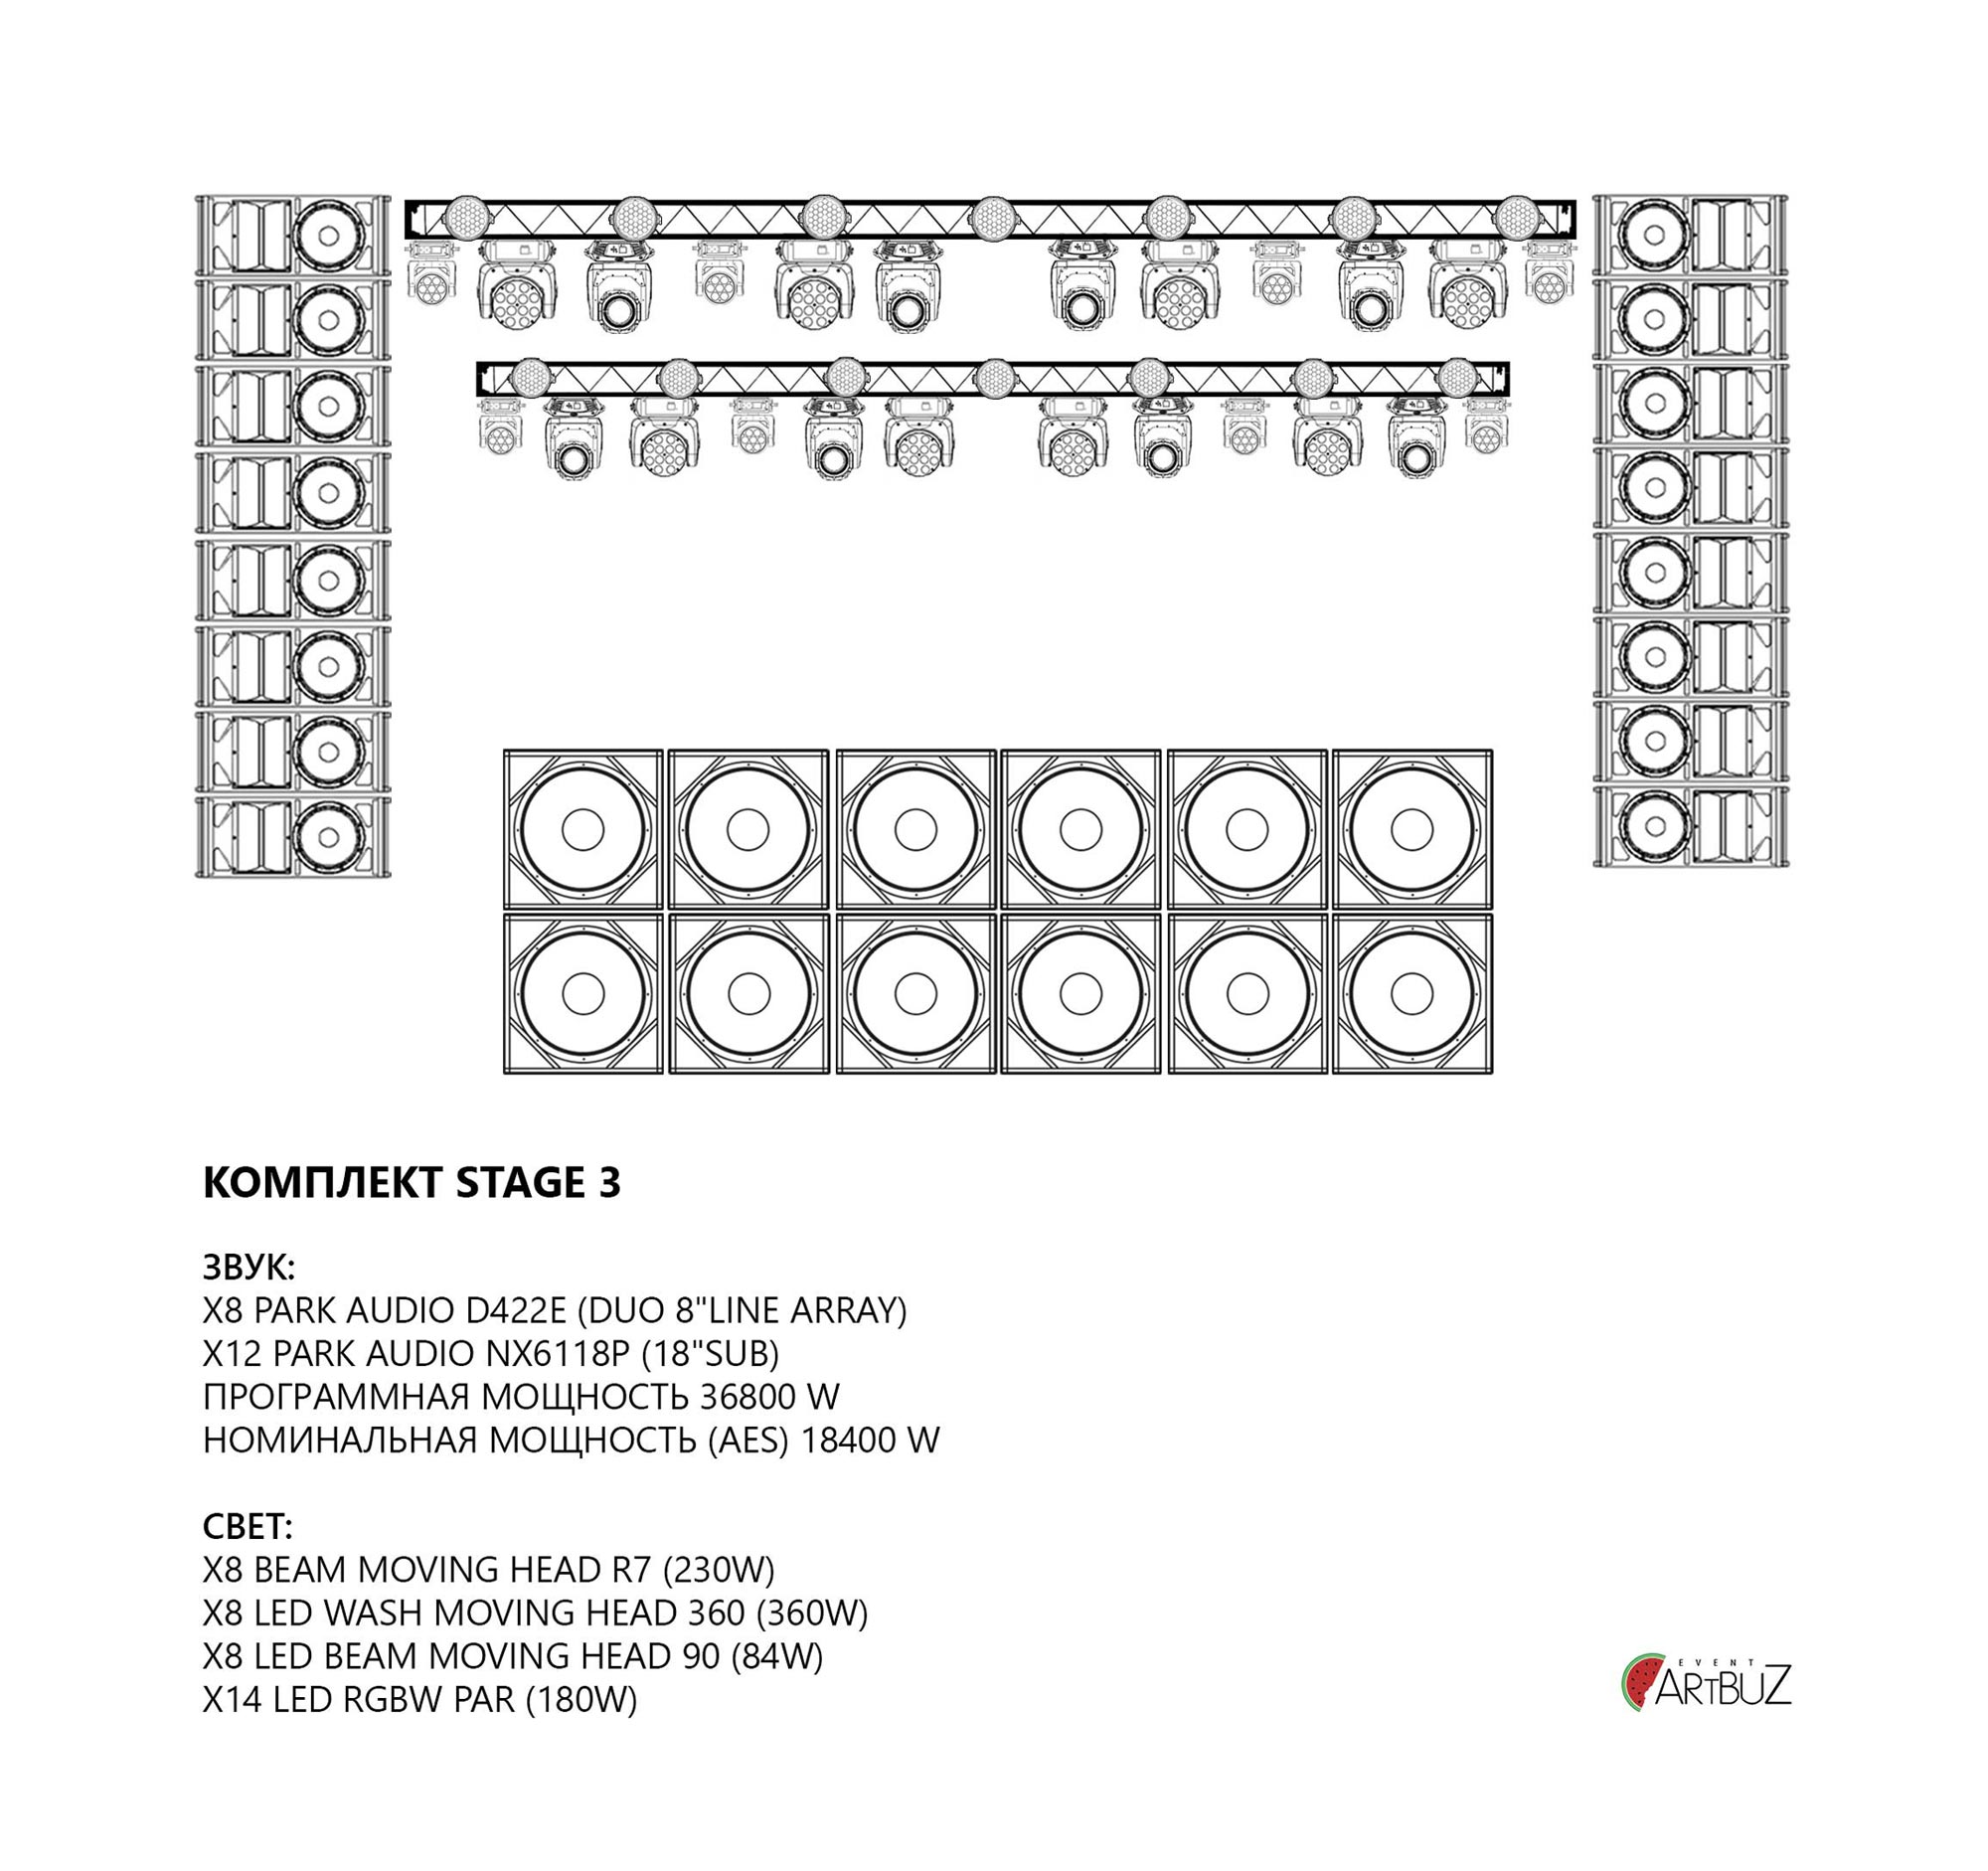 КОМПЛЕКТ STAGE 3
ЗВУК:
X8 PARK AUDIO D422E (DUO 8"LINE ARRAY)
X12 PARK AUDIO NX6118P (18"SUB)
ПРОГРАММНАЯ МОЩНОСТЬ 36800 W
НОМИНАЛЬНАЯ МОЩНОСТЬ (AES) 18400 W
СВЕТ:
X8 BEAM MOVING HEAD R7 (230W)
X8 LED WASH MOVING HEAD 360 (360W)
X8 LED BEAM MOVING HEAD 90 (84W)
X14 LED RGBW PAR (180W)
EVENT
ARTBUZ